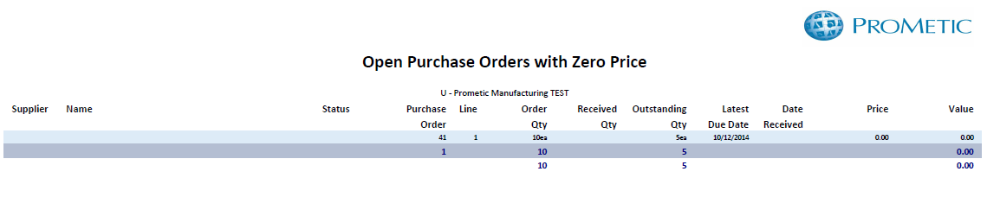 PROMETIC
Open Purchase Orders with Zero Price
U - Prometic Manufacturing TEST
Supplier Name Status Purchase Line Order Received Outstanding Latest Date Price Value
Order Qty Qty Qty Due Date Received
41 1 10ea 5ea 10/12/2014 0.00 0.00
1 10 5 0.00
10 5 0.00